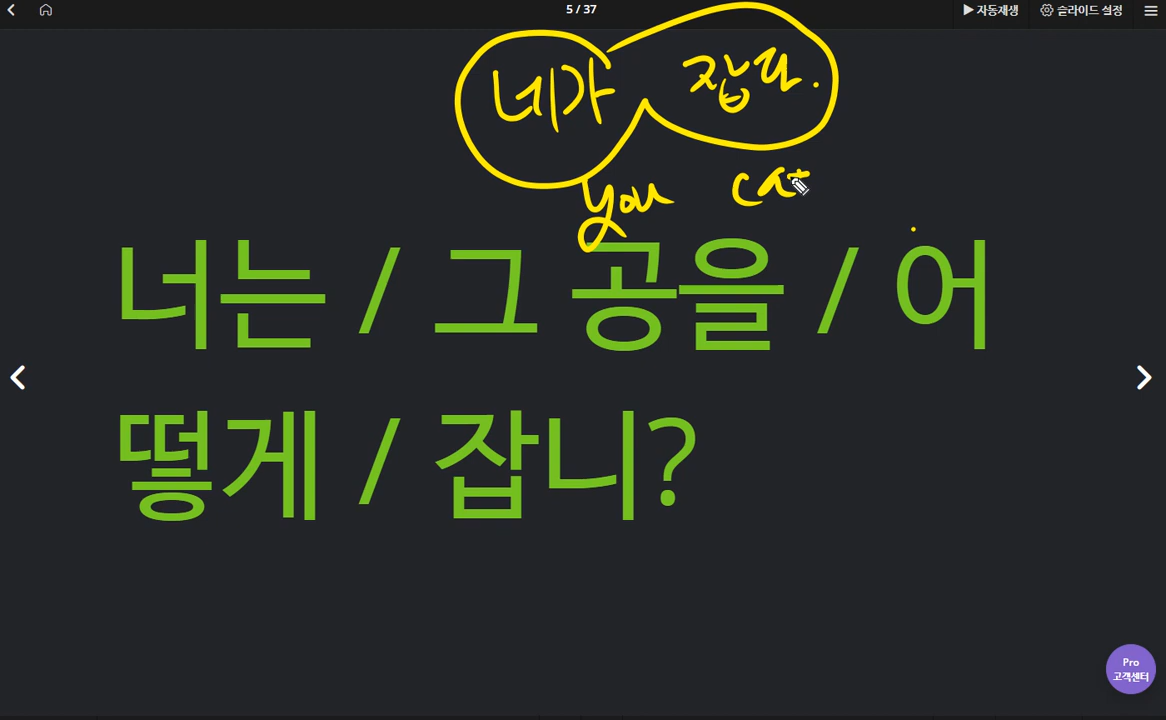 5 / 37
▶ 자동재생 슬라이드 설정
네가 잡다.
you cat
너는 / 그 공을 / 어
떻게 / 잡니?
Pro
고객센터